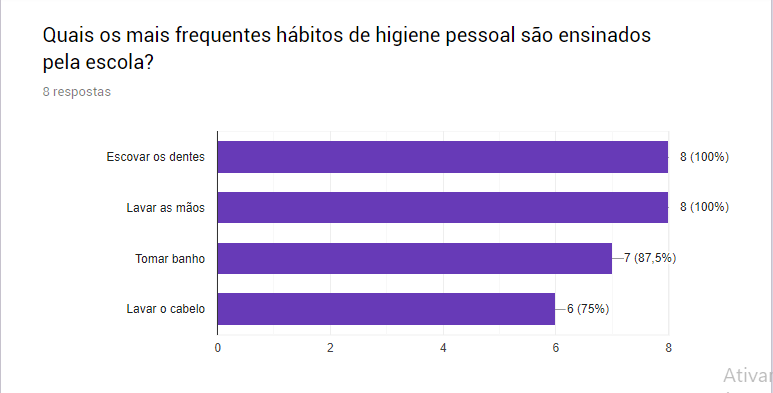 Quais os mais frequentes hábitos de higiene pessoal são ensinados
pela escola?
8 respostas
Escovar os dentes 8 (100%)
Lavar as mãos 8 (100%)
Tomar banho 7 (87,5%)
Lavar o cabelo 6 (75%)
0 2 4 6 8
Ativar